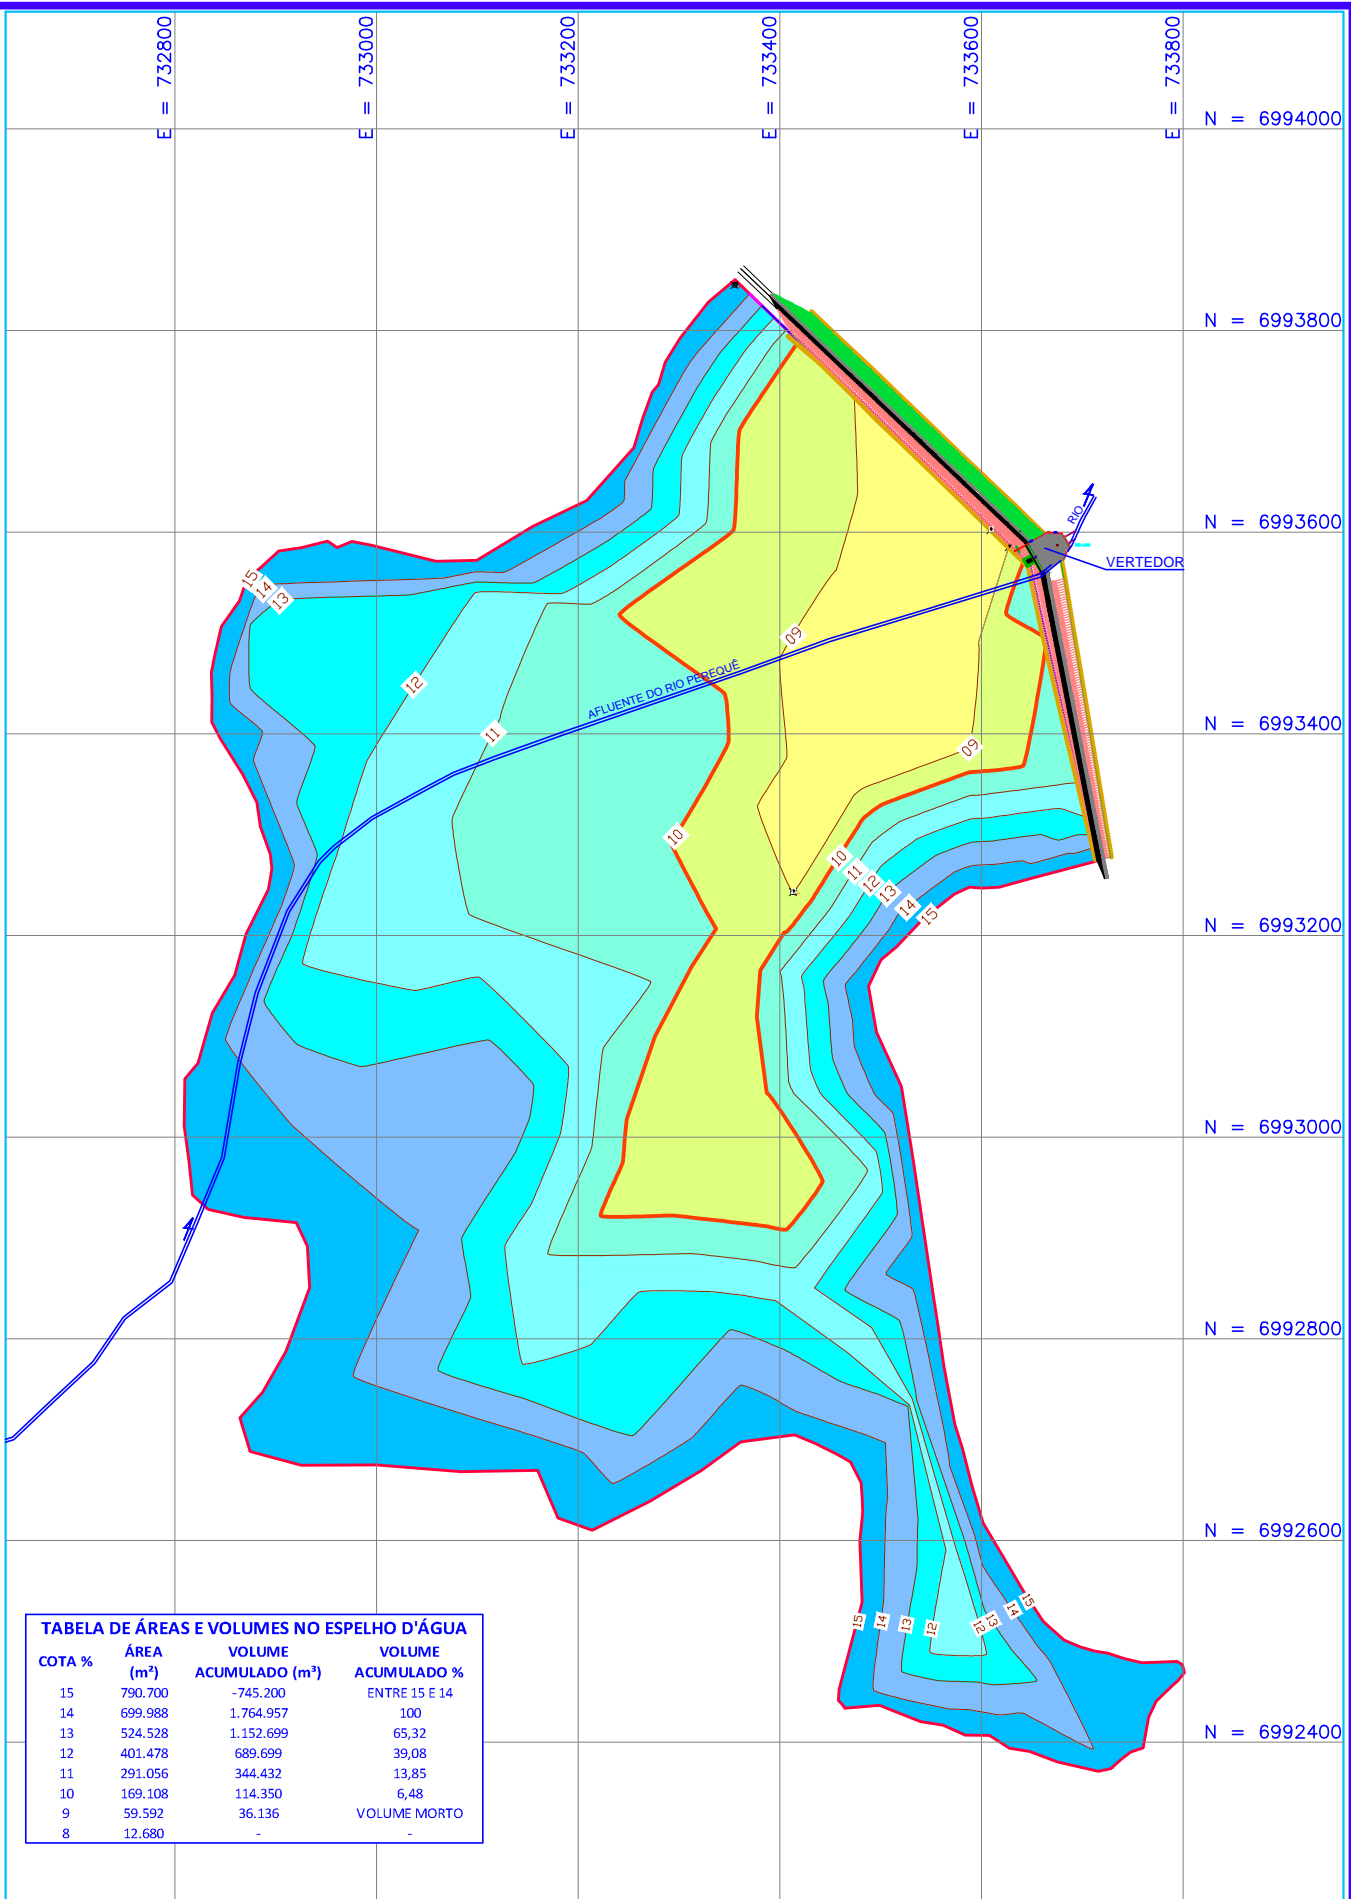 E = 732800
E = 733000
E = 733200
E = 733400
E = 733600
E = 733800
N = 6994000
N = 6993800
N = 6993600
RIO
VERTEDOR
15
14
13
09
12
AFLUENTE DO RIO PEREQUÊ
11
N = 6993400
09
10
10
11
12
13
14
15
N = 6993200
N = 6993000
N = 6992800
N = 6992600
15
14
13
12
12
13
14
15
N = 6992400
TABELA DE ÁREAS E VOLUMES NO ESPELHO D'ÁGUA
COTA % ÁREA (m²) VOLUME ACUMULADO (m³) VOLUME ACUMULADO %
15 790.700 -745.200 ENTRE 15 E 14
14 699.988 1.764.957 100
13 524.528 1.152.699 65,32
12 401.478 689.699 39,08
11 291.056 344.432 13,85
10 169.108 114.350 6,48
9 59.592 36.136 VOLUME MORTO
8 12.680 - -